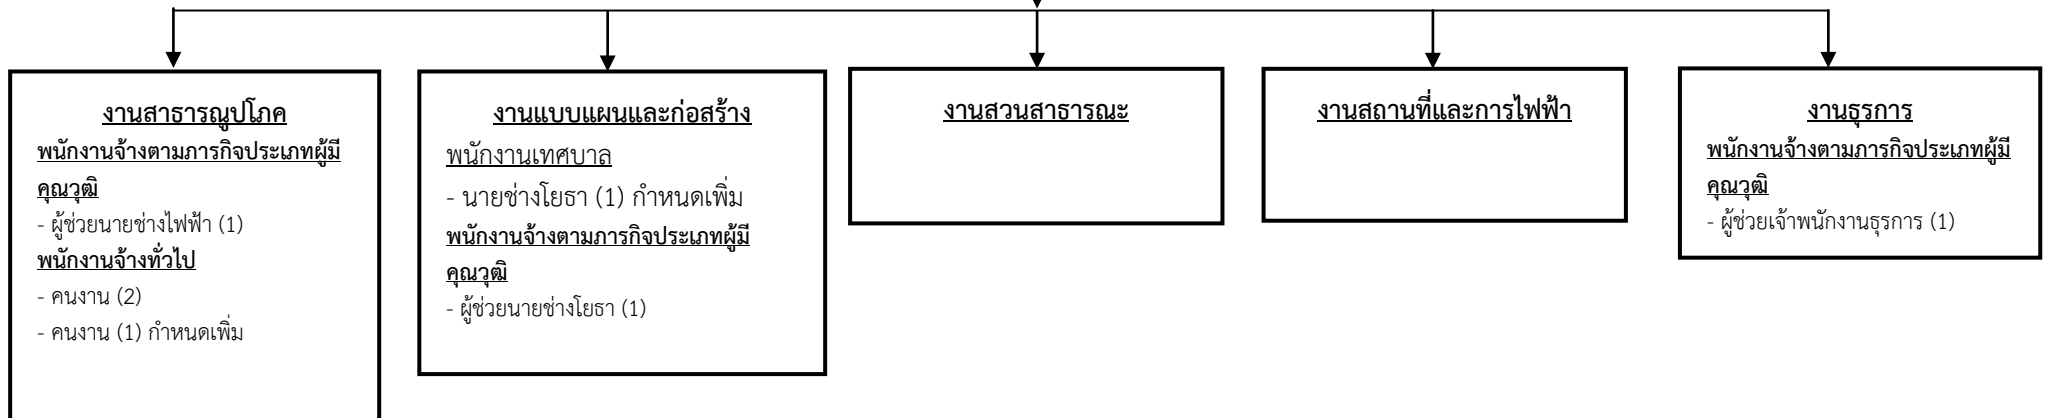 งานสาธารณูปโภค
พนักงานจ้างตามภารกิจประเภทผู้มี
คุณวุฒิ
- ผู้ช่วยนายช่างไฟฟ้า (1)
พนักงานจ้างทั่วไป
- คนงาน (2)
- คนงาน (1) กำหนดเพิ่ม
งานแบบแผนและก่อสร้าง
พนักงานเทศบาล
- นายช่างโยธา (1) กำหนดเพิ่ม
พนักงานจ้างตามภารกิจประเภทผู้มี
คุณวุฒิ
- ผู้ช่วยนายช่างโยธา (1)
งานสวนสาธารณะ
งานสถานที่และการไฟฟ้า
งานธุรการ
พนักงานจ้างตามภารกิจประเภทผู้มี
คุณวุฒิ
- ผู้ช่วยเจ้าพนักงานธุรการ (1)